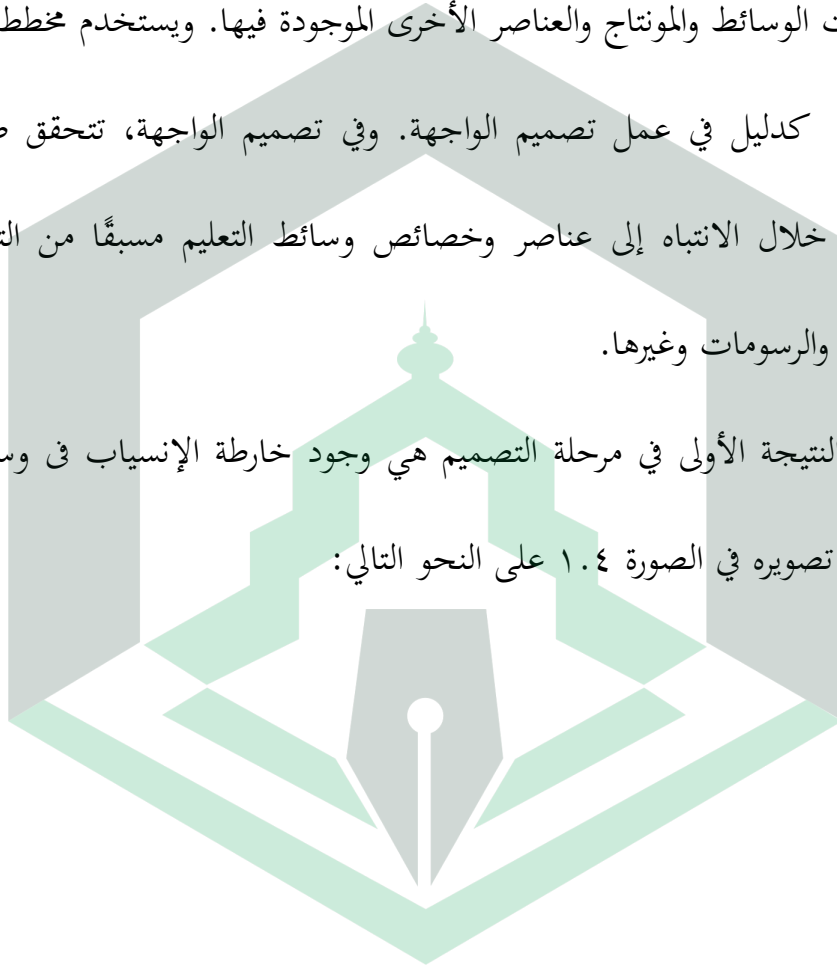 الوسائط والمونتاج والعناصر الأخرى الموجودة فيها. ويستخدم مخطط
كدليل في عمل تصميم الواجهة. وفي تصميم الواجهة، تتحقق
خلال الانتباه إلى عناصر وخصائص وسائط التعليم مسبقًا من
والرسومات وغيرها.
لنتيجة الأولى في مرحلة التصميم هي وجود خارطة الإنسياب فى
تصويره في الصورة ١.٤ على النحو التالي: